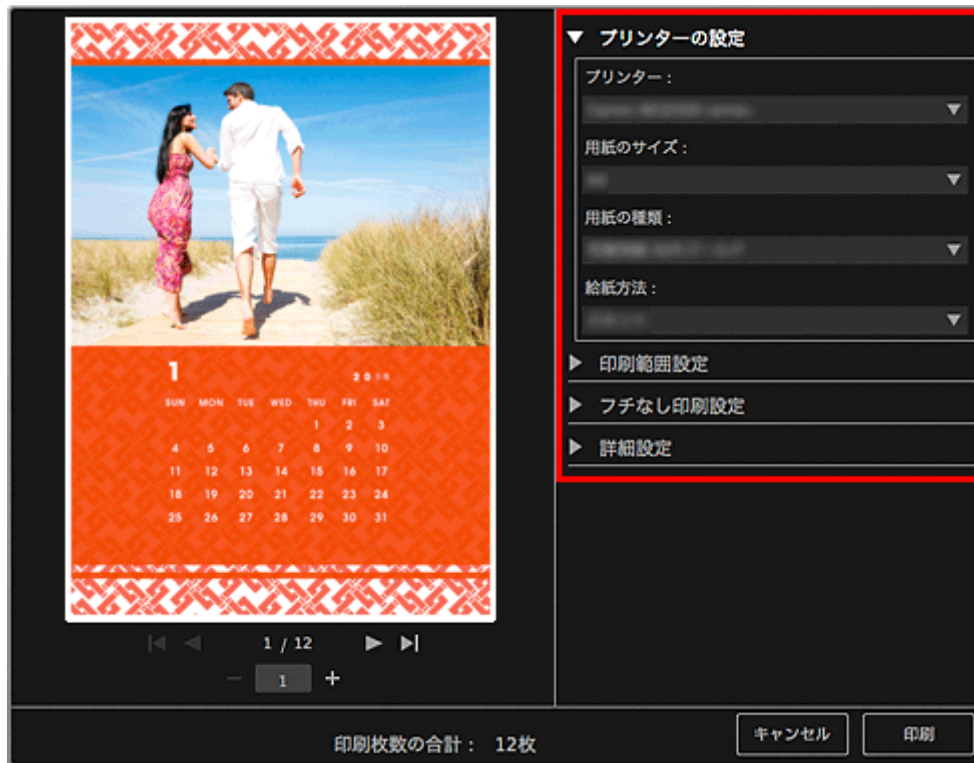 1
20
SUN MON TUE WED THU FRI SAT
1 2 3
4 5 6 7 8 9 10
11 12 13 14 15 16 17
18 19 20 21 22 23 24
25 26 27 28 29 30 31
1 / 12
− 1 +
プリンターの設定
プリンター：
用紙のサイズ：
用紙の種類：
給紙方法：
印刷範囲設定
フチなし印刷設定
詳細設定
印刷枚数の合計： 12枚
キャンセル
印刷